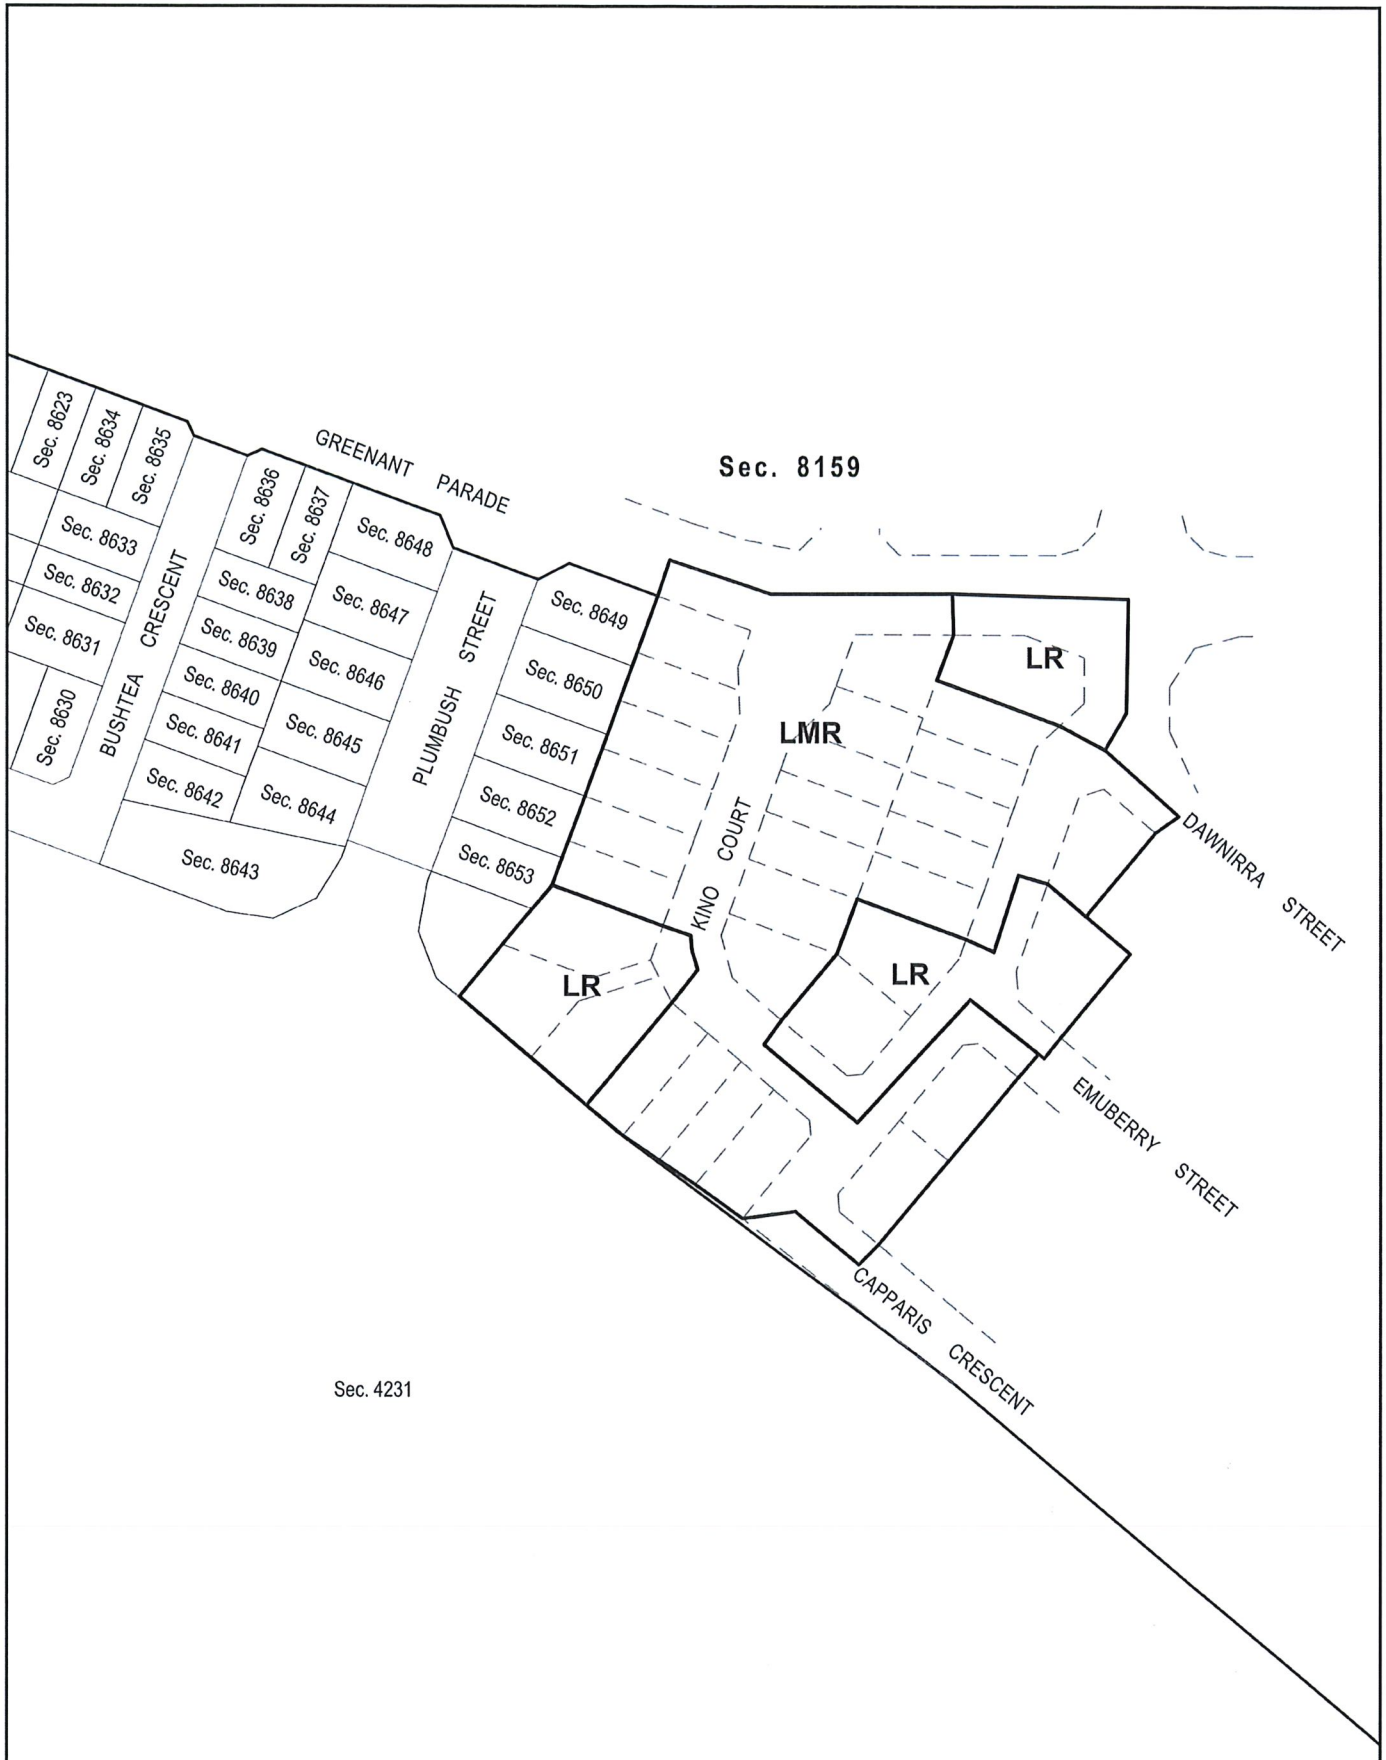 Sec. 8623
Sec. 8634
Sec. 8635
Sec. 8633
Sec. 8632
Sec. 8631
Sec. 8630
BUSHTEA CRESCENT
GREENANT PARADE
Sec. 8636
Sec. 8637
Sec. 8648
Sec. 8638
Sec. 8647
Sec. 8639
Sec. 8646
Sec. 8640
Sec. 8645
Sec. 8641
Sec. 8642
Sec. 8644
Sec. 8643
PLUMBUSH STREET
Sec. 8649
Sec. 8650
Sec. 8651
Sec. 8652
Sec. 8653
Sec. 8159
LR
LMR
KINO COURT
LR
LR
DAWNIRRA STREET
EMUBERRY STREET
CAPPARIS CRESCENT
Sec. 4231